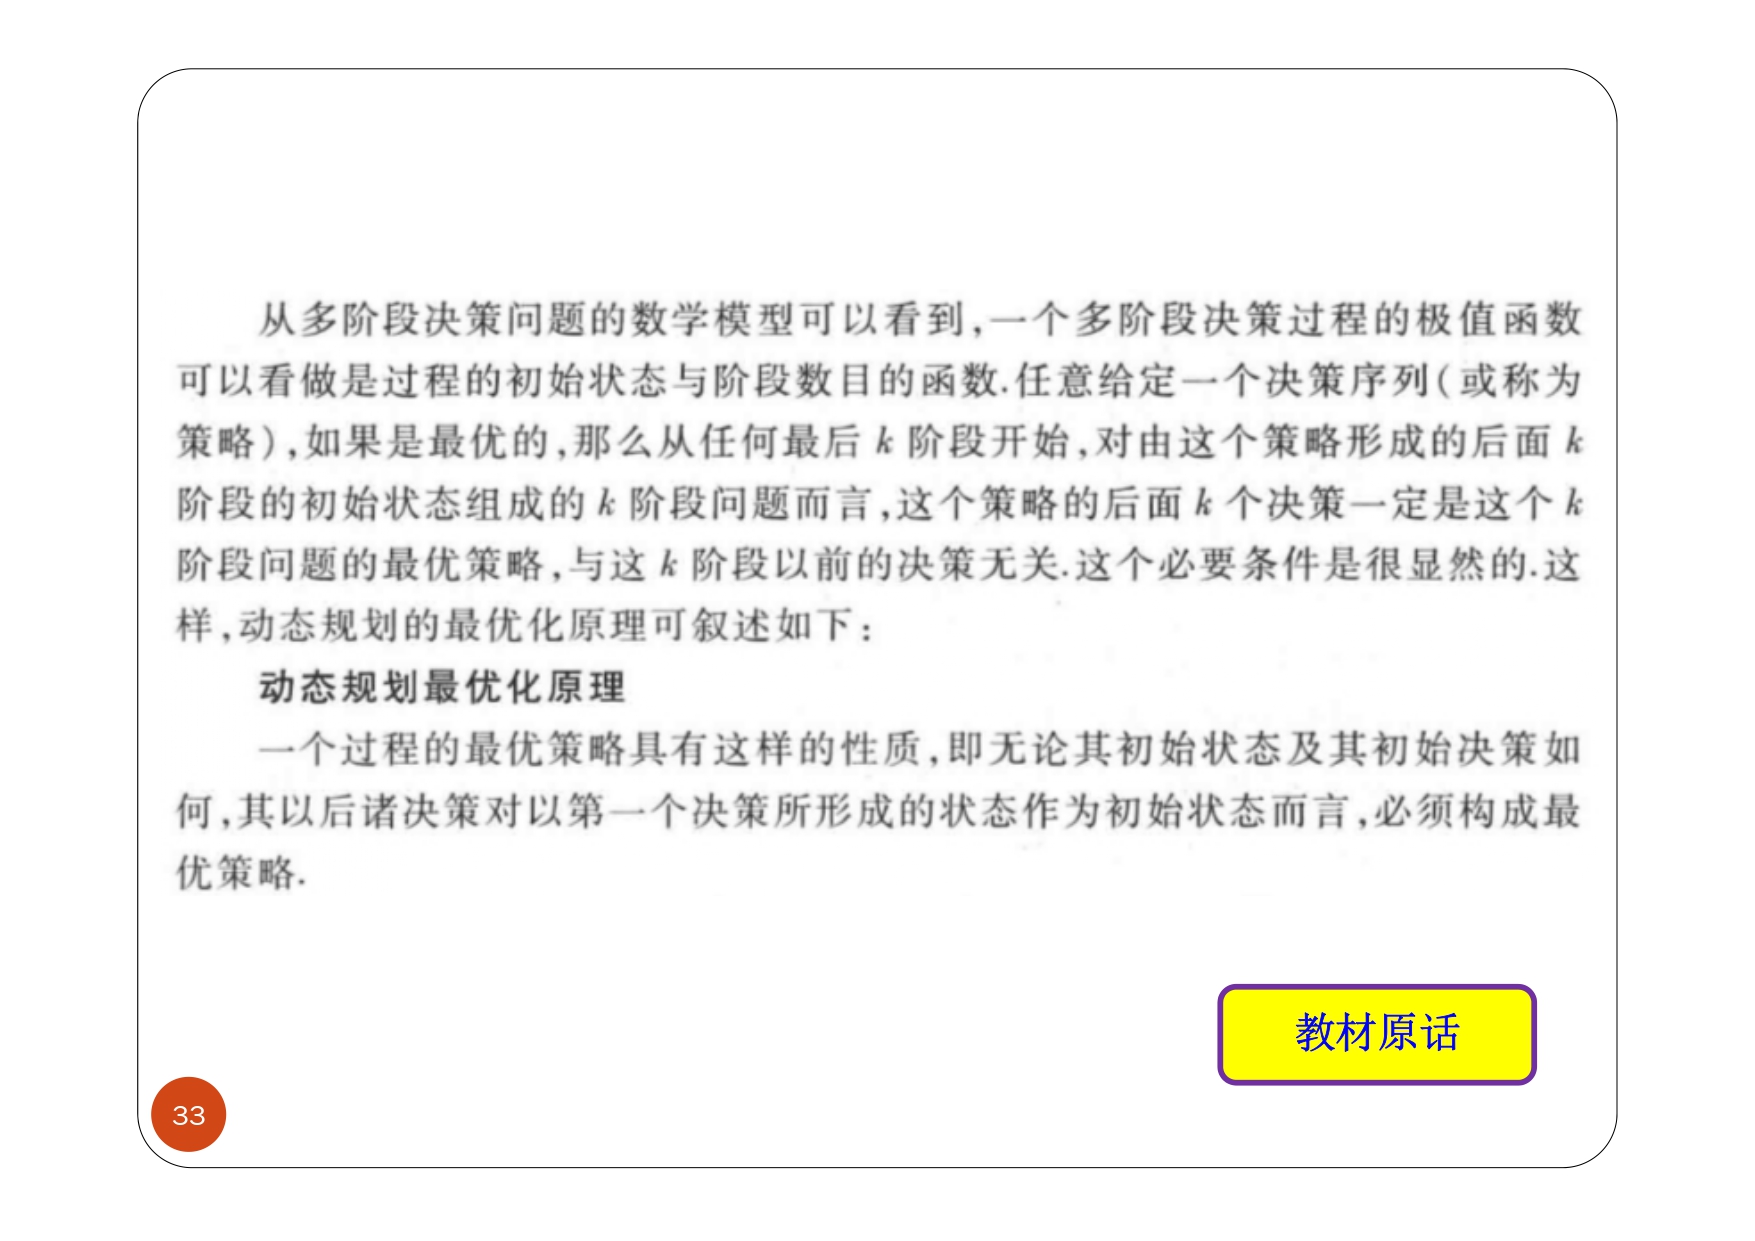 从多阶段决策问题的数学模型可以看到,一个多阶段决策过程的极值函数
可以看做是过程的初始状态与阶段数目的函数.任意给定一个决策序列(或称为
策略),如果是最优的,那么从任何最后 k 阶段开始,对由这个策略形成的后面 k
阶段的初始状态组成的 k 阶段问题而言,这个策略的后面 k 个决策一定是这个 k
阶段问题的最优策略,与这 k 阶段以前的决策无关.这个必要条件是很显然的.这
样,动态规划的最优化原理可叙述如下:
动态规划最优化原理
一个过程的最优策略具有这样的性质,即无论其初始状态及其初始决策如
何,其以后诸决策对以第一个决策所形成的状态作为初始状态而言,必须构成最
优策略.
教材原话
33